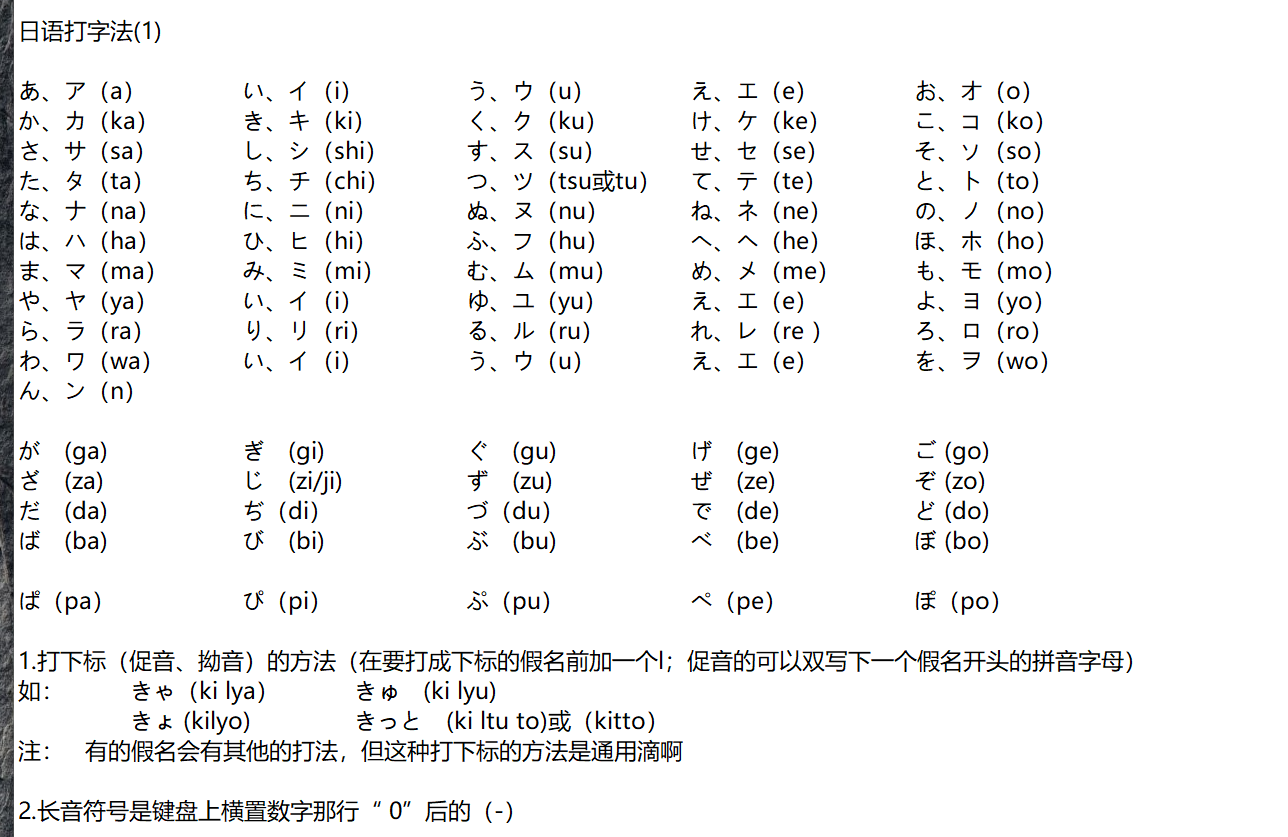 日语打字法(1)
あ、ア（a） い、イ（i） う、ウ（u） え、エ（e） お、オ（o）
か、カ（ka） き、キ（ki） く、ク（ku） け、ケ（ke） こ、コ（ko）
さ、サ（sa） し、シ（shi） す、ス（su） せ、セ（se） そ、ソ（so）
た、タ（ta） ち、チ（chi） つ、ツ（tsu或tu） て、テ（te） と、ト（to）
な、ナ（na） に、ニ（ni） ぬ、ヌ（nu） ね、ネ（ne） の、ノ（no）
は、ハ（ha） ひ、ヒ（hi） ふ、フ（hu） へ、ヘ（he） ほ、ホ（ho）
ま、マ（ma） み、ミ（mi） む、ム（mu） め、メ（me） も、モ（mo）
や、ヤ（ya） い、イ（i） ゆ、ユ（yu） え、エ（e） よ、ヨ（yo）
ら、ラ（ra） り、リ（ri） る、ル（ru） れ、レ（re ） ろ、ロ（ro）
わ、ワ（wa） い、イ（i） う、ウ（u） え、エ（e） を、ヲ（wo）
ん、ン（n）
が (ga) ぎ (gi) ぐ (gu) げ (ge) ご (go)
ざ (za) じ (zi/ji) ず (zu) ぜ (ze) ぞ (zo)
だ (da) ぢ（di） づ（du） で (de) ど (do)
ば (ba) び (bi) ぶ (bu) べ (be) ぼ (bo)
ぱ（pa） ぴ（pi） ぷ（pu） ぺ（pe） ぽ（po）
1.打下标（促音、拗音）的方法（在要打成下标的假名前加一个l；促音的可以双写下一个假名开头的拼音字母）
如： きゃ（ki lya） きゅ (ki lyu)
きょ (kilyo) きっと (ki ltu to)或（kitto）
注： 有的假名会有其他的打法，但这种打下标的方法是通用滴啊
2.长音符号是键盘上横置数字那行“ 0”后的（-）